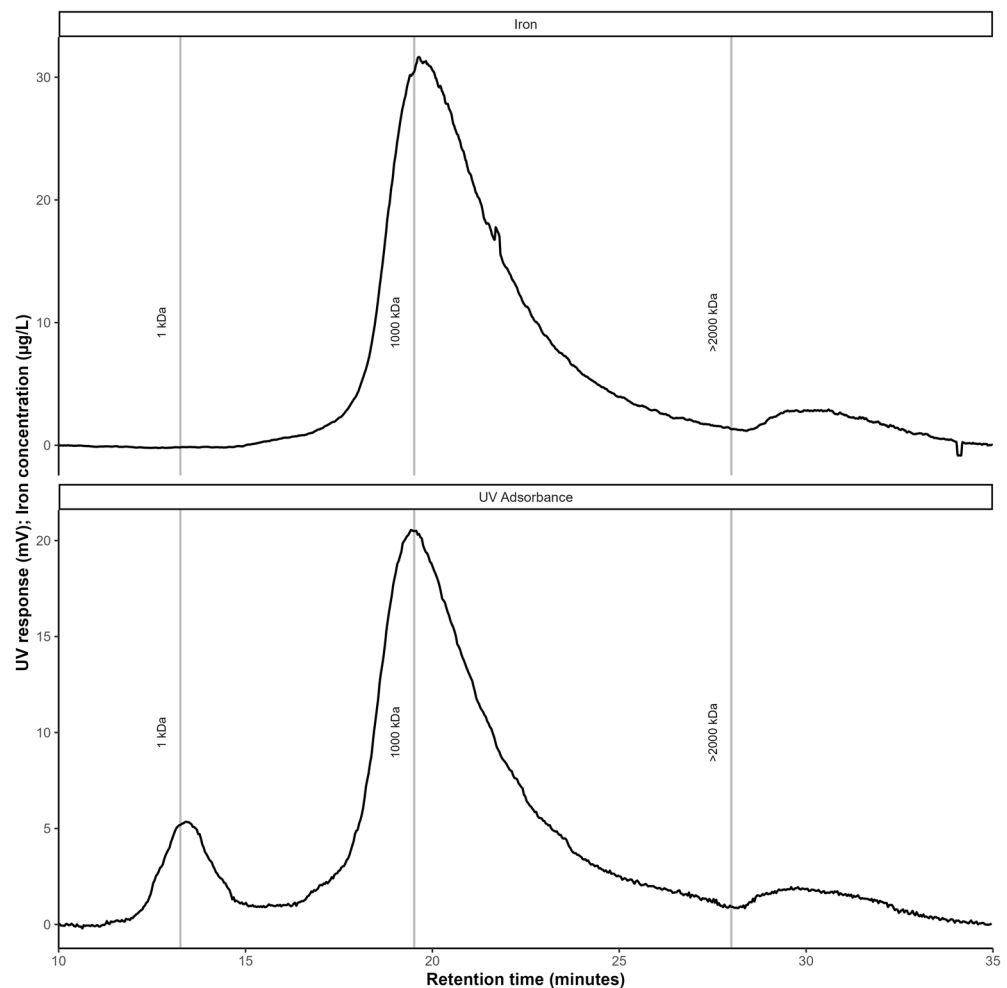 Iron
30
20
10
0
1 kDa
1000 kDa
>2000 kDa
UV Adsorbance
20
15
10
5
0
1 kDa
1000 kDa
>2000 kDa
10
15
20
25
30
35
Retention time (minutes)
UV response (mV); Iron concentration (µg/L)